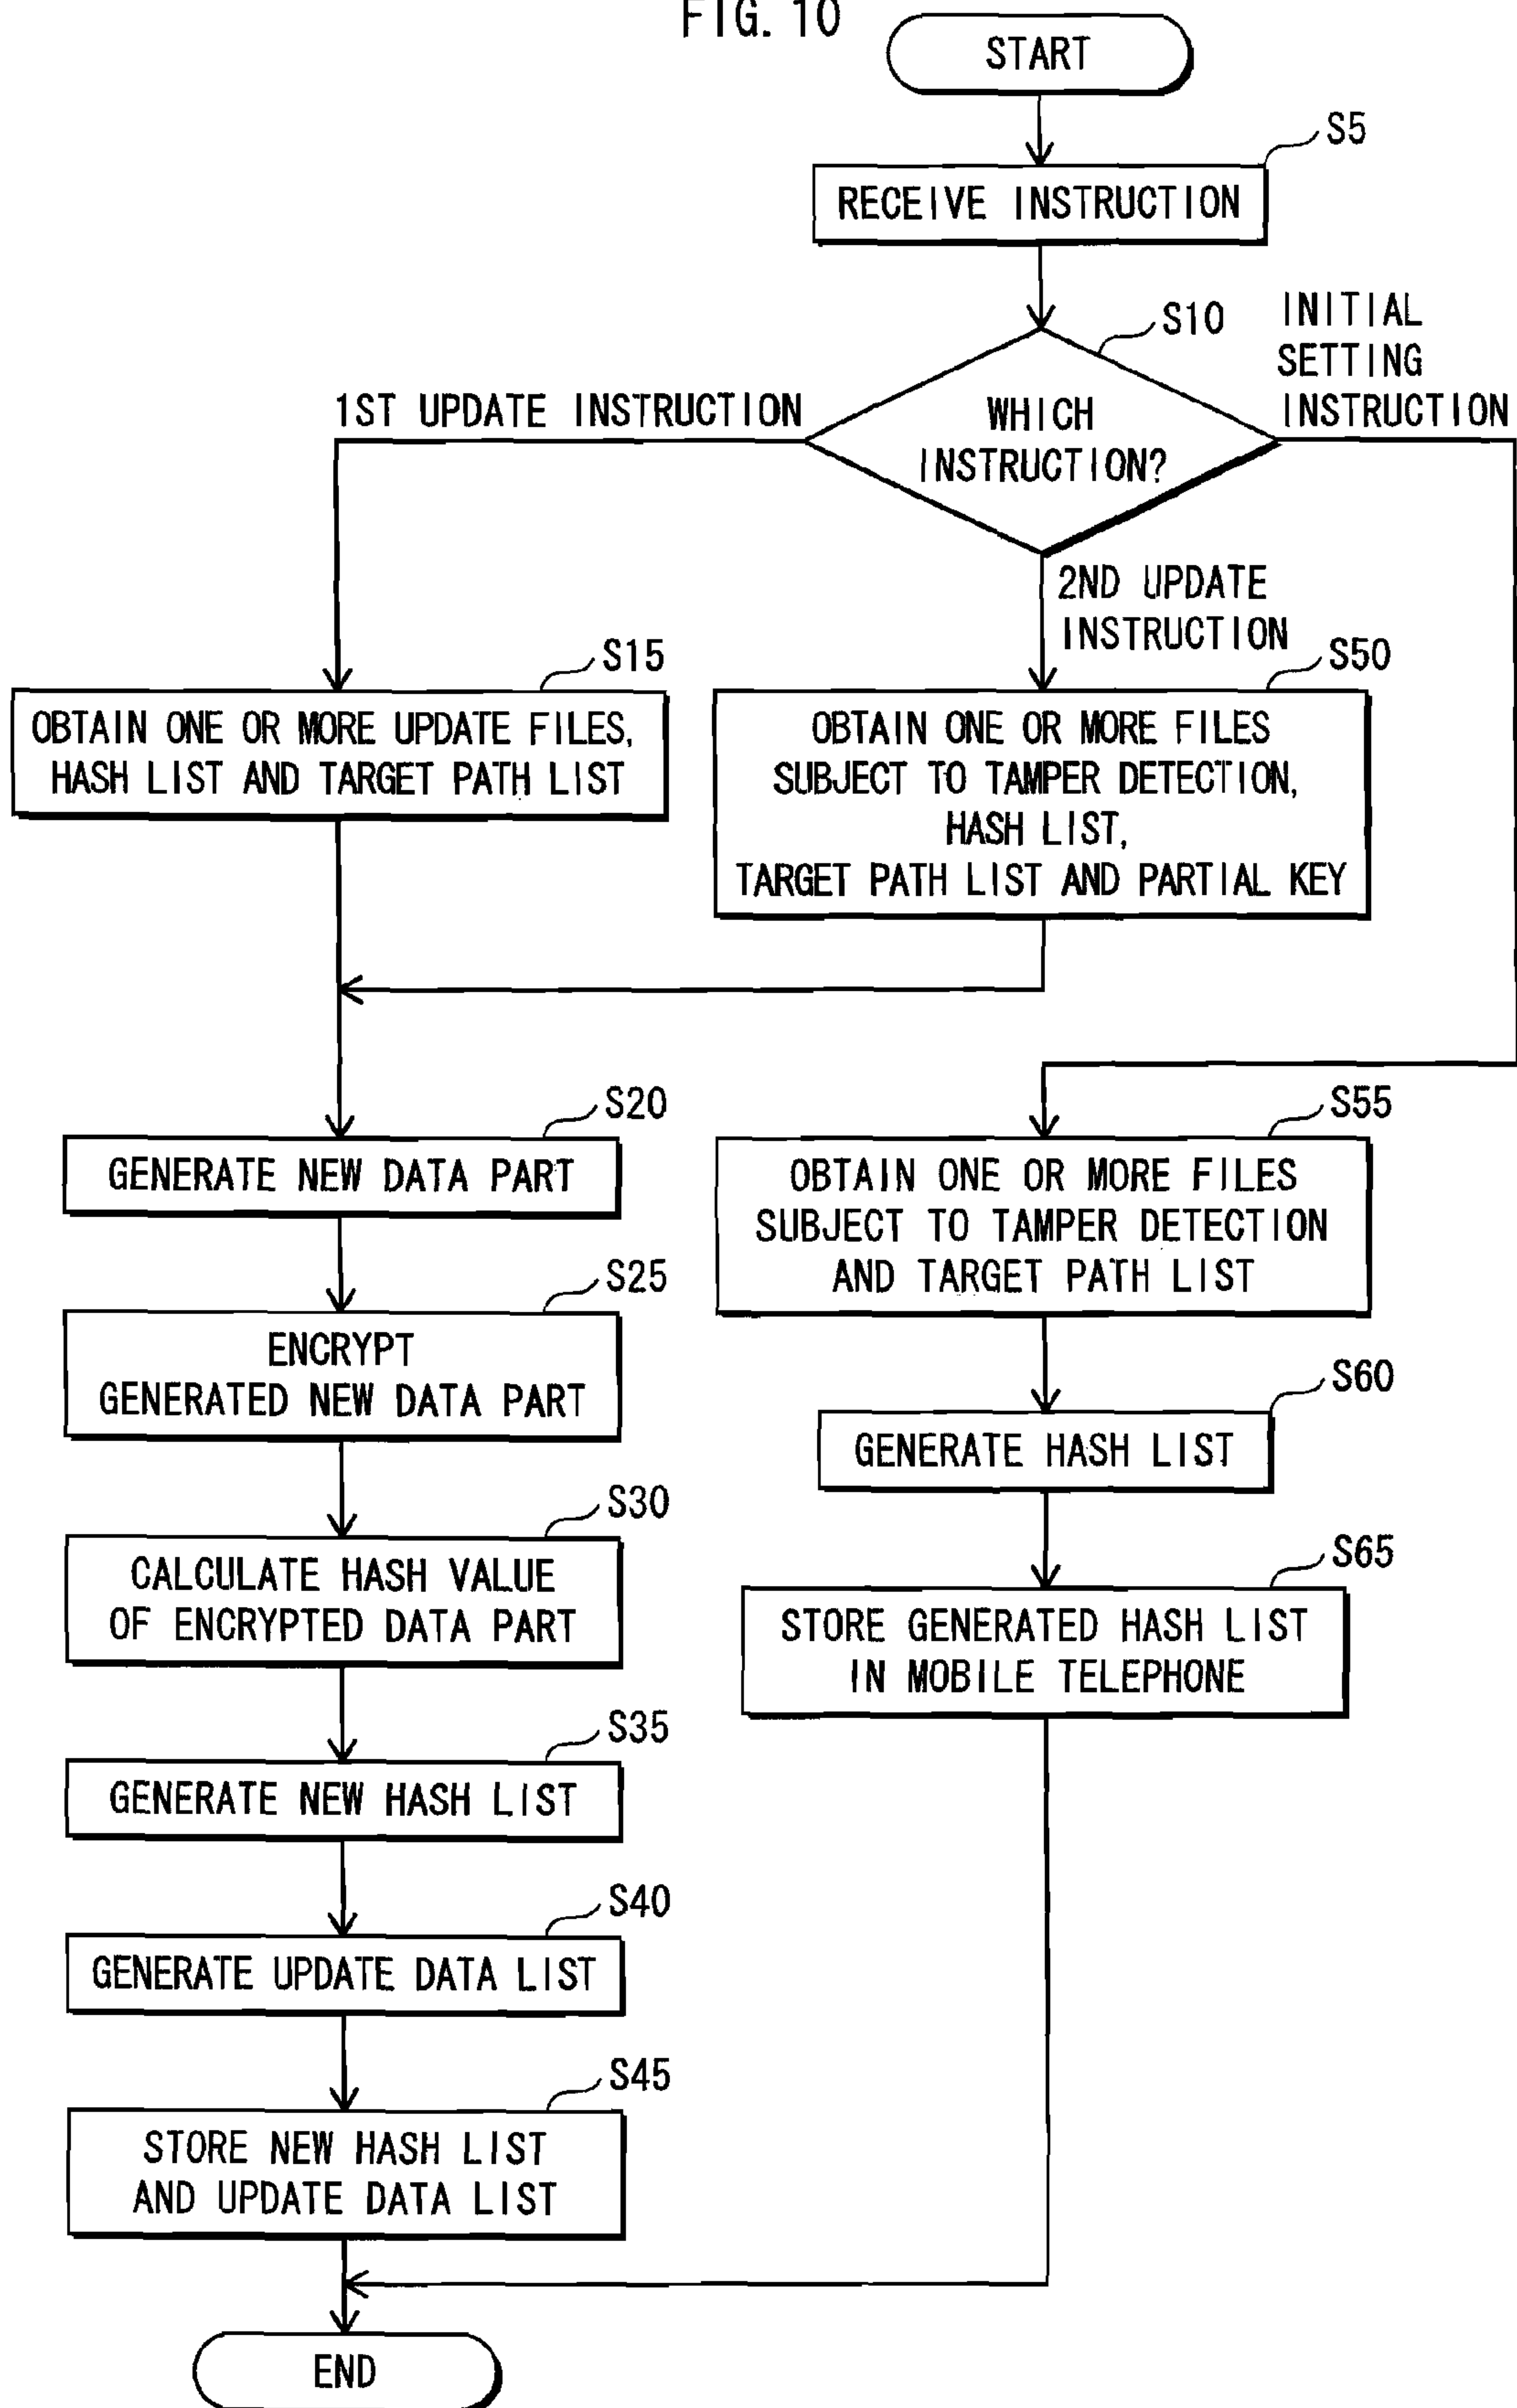 FIG. 10
START
S5
RECEIVE INSTRUCTION
S10
INITIAL
SETTING
INSTRUCTION
1ST UPDATE INSTRUCTION
WHICH
INSTRUCTION?
2ND UPDATE
INSTRUCTION
S15
OBTAIN ONE OR MORE UPDATE FILES,
HASH LIST AND TARGET PATH LIST
S50
OBTAIN ONE OR MORE FILES
SUBJECT TO TAMPER DETECTION,
HASH LIST,
TARGET PATH LIST AND PARTIAL KEY
S20
GENERATE NEW DATA PART
S55
OBTAIN ONE OR MORE FILES
SUBJECT TO TAMPER DETECTION
AND TARGET PATH LIST
S25
ENCRYPT
GENERATED NEW DATA PART
S60
GENERATE HASH LIST
S30
CALCULATE HASH VALUE
OF ENCRYPTED DATA PART
S65
STORE GENERATED HASH LIST
IN MOBILE TELEPHONE
S35
GENERATE NEW HASH LIST
S40
GENERATE UPDATE DATA LIST
S45
STORE NEW HASH LIST
AND UPDATE DATA LIST
END